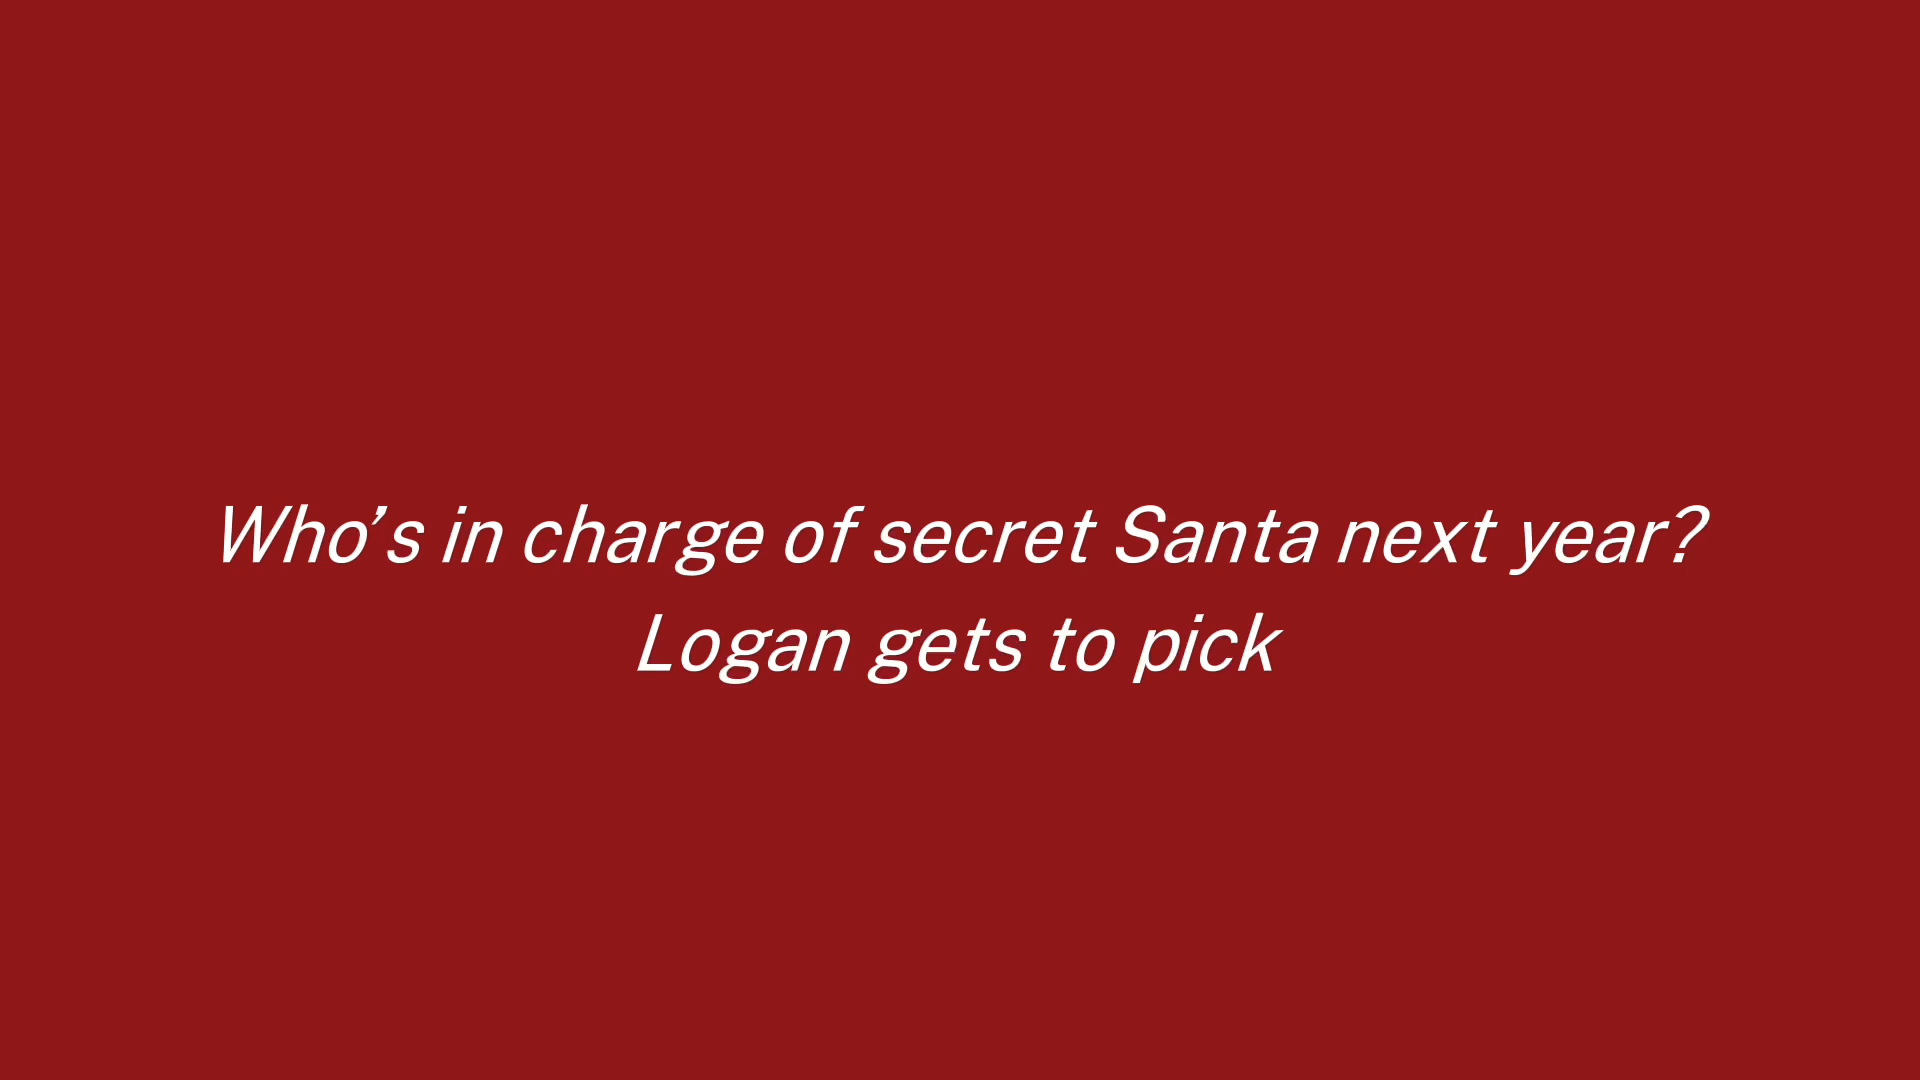 Who’s in charge of secret Santa next year?
Logan gets to pick